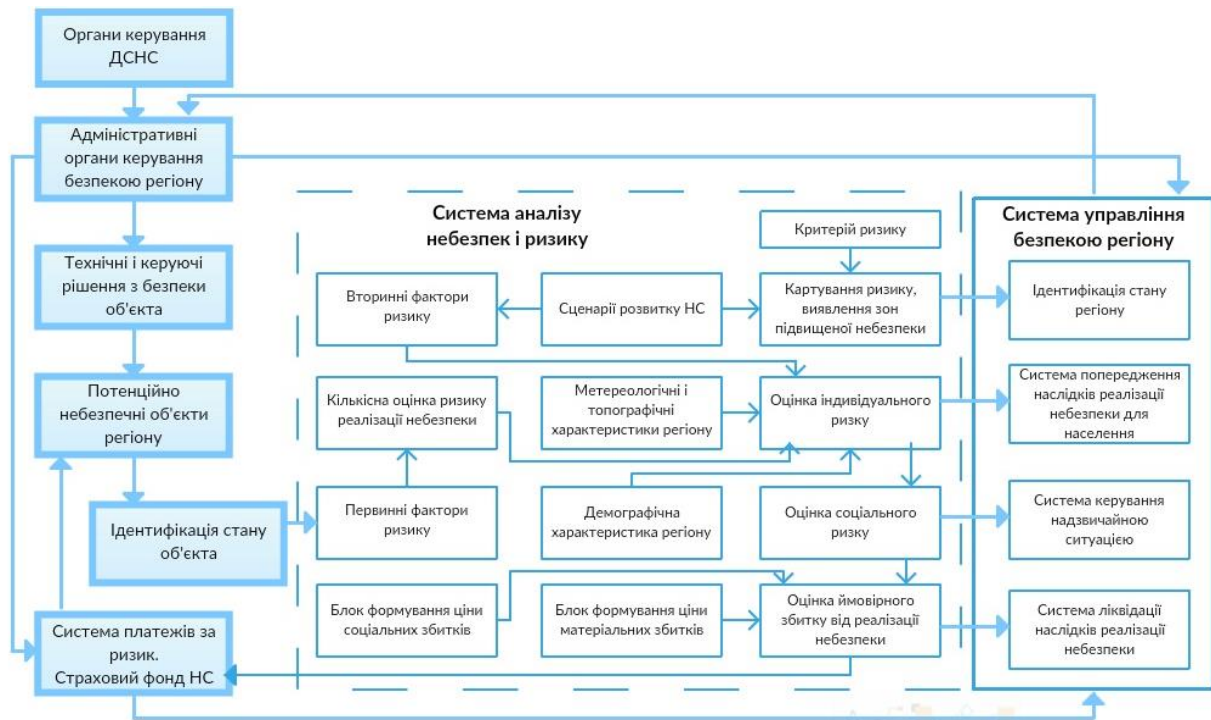 Органи керування
ДСНС
Адміністративні
органи керування
безпекою регіону
Технічні і керуючі
рішення з безпеки
об'єкта
Потенційно
небезпечні об'єкти
регіону
Ідентифікація стану
об'єкта
Система платежів за
ризик.
Страховий фонд НС
Система аналізу
небезпек і ризику
Критерій ризику
Вторинні фактори
ризику
Сценарії розвитку НС
Картування ризику,
виявлення зон
підвищеної небезпеки
Кількісна оцінка ризику
реалізації небезпеки
Метереологічні і
топографічні
характеристики регіону
Оцінка індивідуального
ризку
Первинні фактори
ризику
Демографічна
характеристика регіону
Оцінка соціального
ризку
Блок формування ціни
соціальних збитків
Блок формування ціни
матеріальних збитків
Оцінка ймовірного
збитку від реалізації
небезпеки
Система управління
безпекою регіону
Ідентифікація стану
регіону
Система попередження
наслідків реалізації
небезпеки для
населення
Система керування
надзвичайною
ситуацією
Система ліквідації
наслідків реалізації
небезпеки